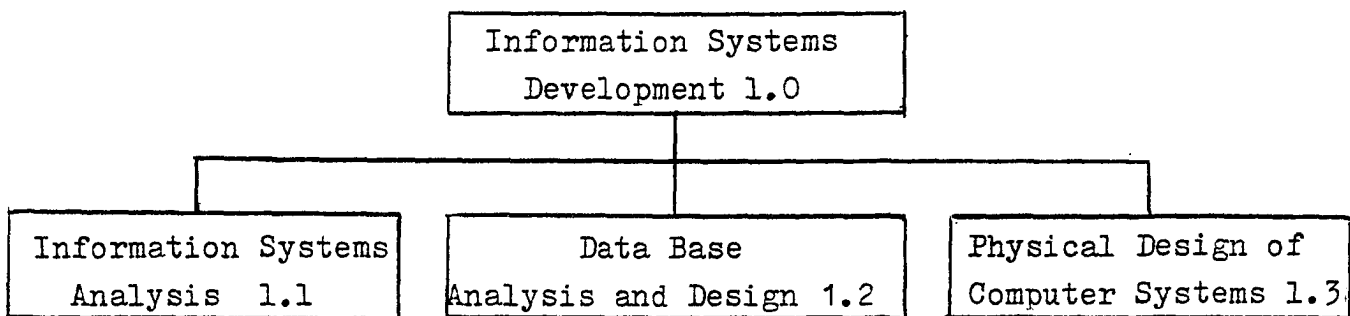 Information Systems
Development 1.0
Information Systems
Analysis 1.1
Data Base
Analysis and Design 1.2
Physical Design of
Computer Systems 1.3